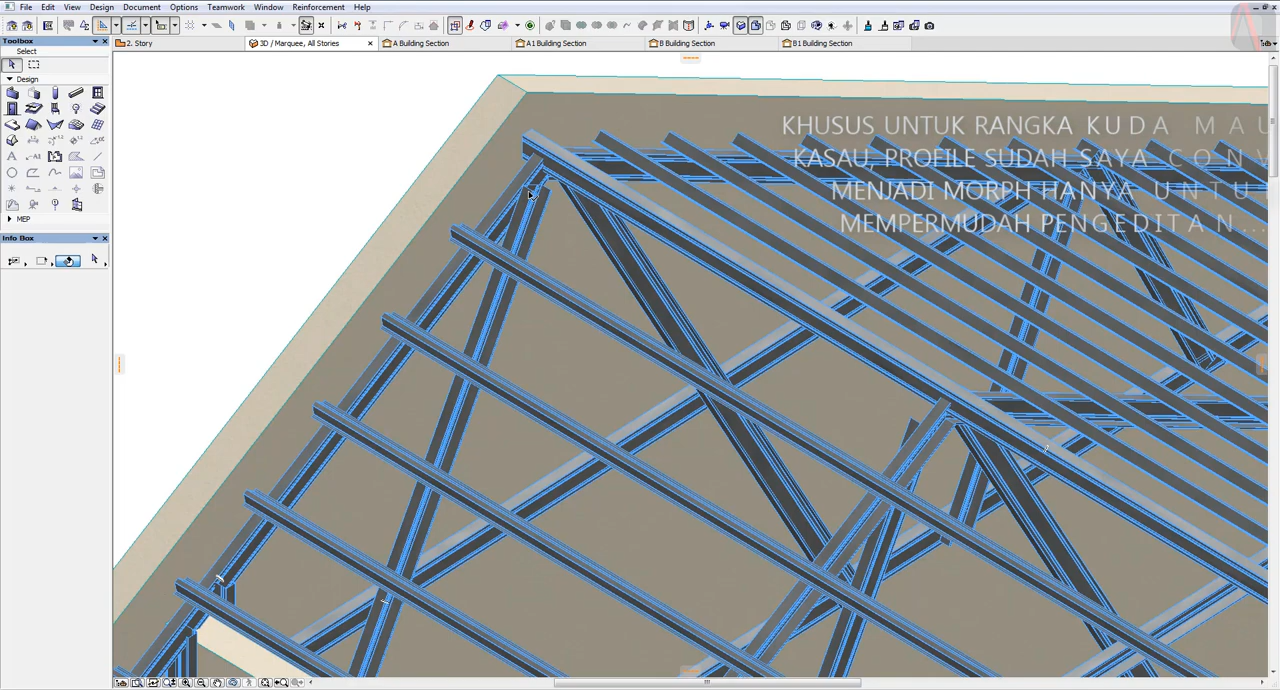 File Edit View Design Document Options Teamwork Window Reinforcement Help
Toolbox
Select
Design
MEP
Info Box
2. Story
3D / Marquee, All Stories
A Building Section
A1 Building Section
B Building Section
B1 Building Section
KHUSUS UNTUK RANGKA KUDA M A U
KASAU, PROFILE SUDAH SAYA C O N V
MENJADI MORPH HANYA U N T U
MEMPERMUDAH PENGEDITAN...